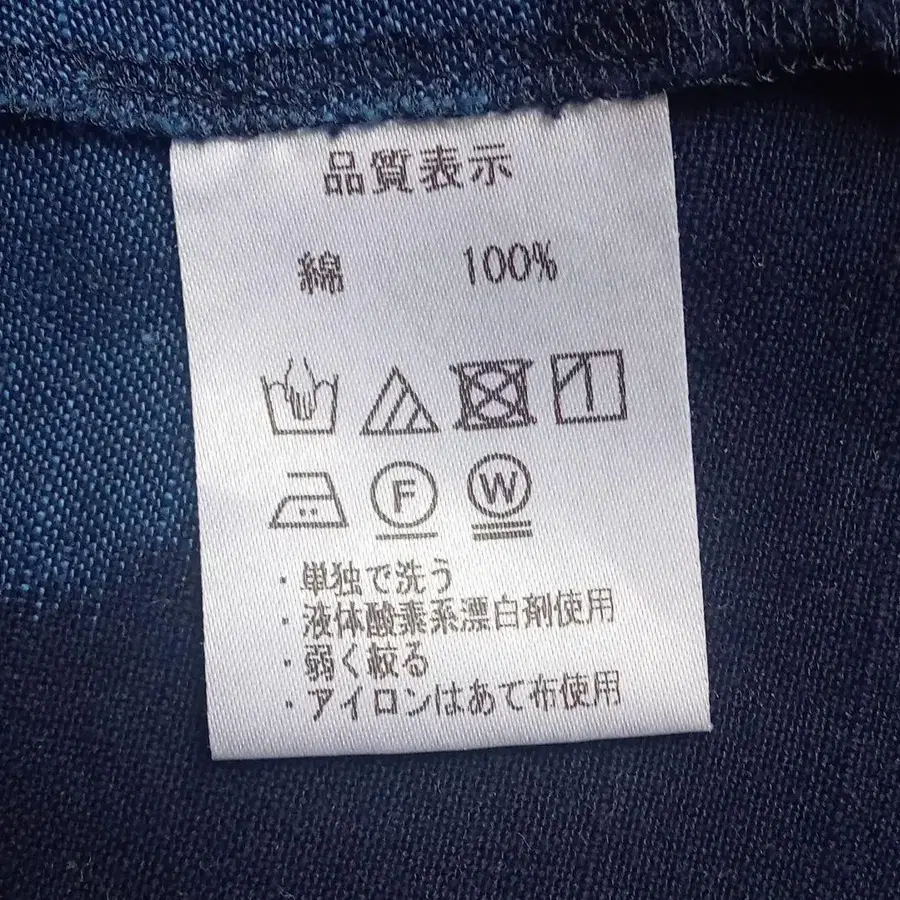 品質表示
綿 100%
F W
・単独で洗う
・液体酸素系漂白剤使用
・弱く絞る
・アイロンはあて布使用